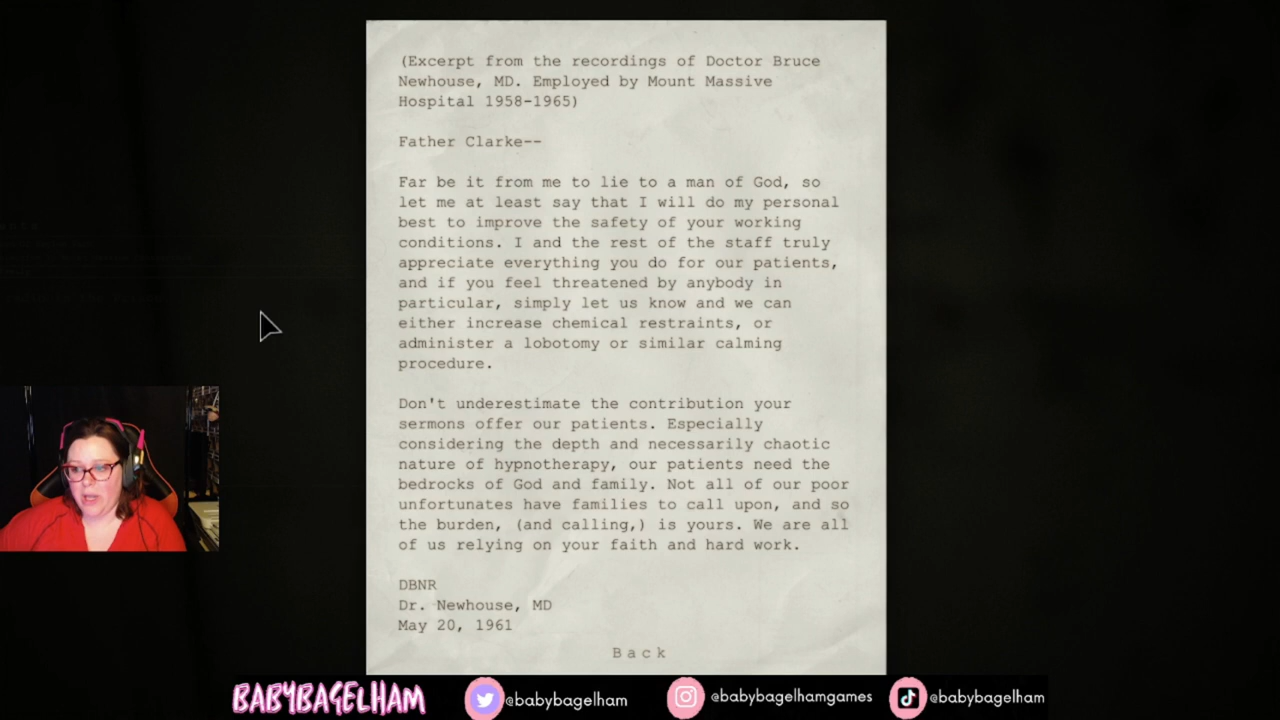 (Excerpt from the recordings of Doctor Bruce
Newhouse, MD. Employed by Mount Massive
Hospital 1958-1965)
Father Clarke--
Far be it from me to lie to a man of God, so
let me at least say that I will do my personal
best to improve the safety of your working
conditions. I and the rest of the staff truly
appreciate everything you do for our patients,
and if you feel threatened by anybody in
particular, simply let us know and we can
either increase chemical restraints, or
administer a lobotomy or similar calming
procedure.
Don't underestimate the contribution your
sermons offer our patients. Especially
considering the depth and necessarily chaotic
nature of hypnotherapy, our patients need the
bedrocks of God and family. Not all of our poor
unfortunates have families to call upon, and so
the burden, (and calling,) is yours. We are all
of us relying on your faith and hard work.
DBNR
Dr. Newhouse, MD
May 20, 1961
Back
BABYBAGELHAM
@babybagelham
@babybagelhamgames
@babybagelham